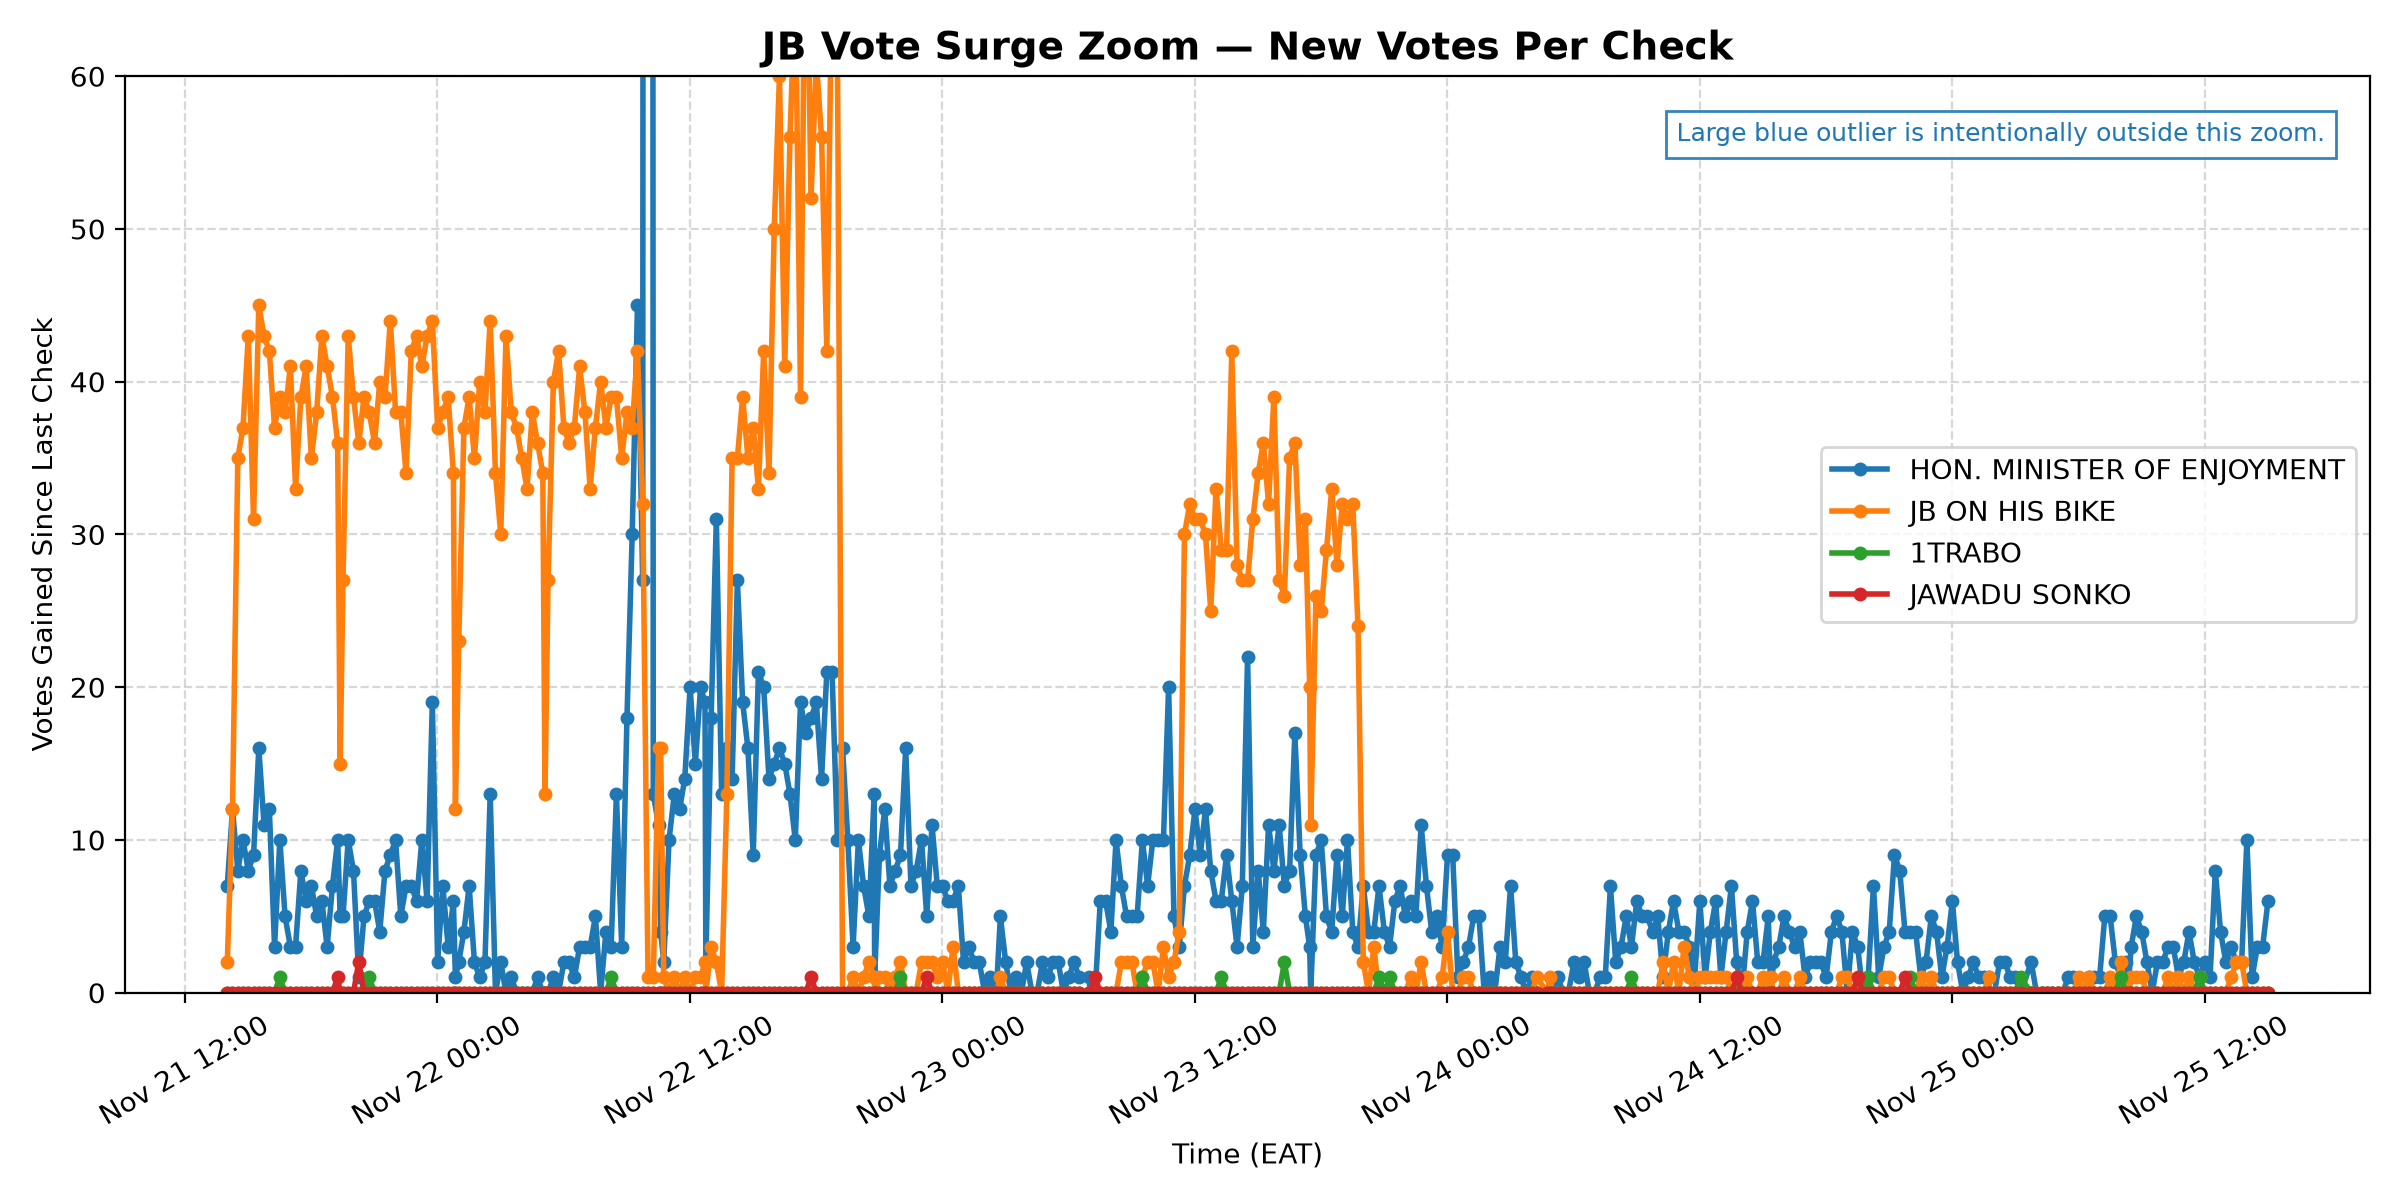 JB Vote Surge Zoom — New Votes Per Check
60
50
40
30
20
10
0
Votes Gained Since Last Check
Large blue outlier is intentionally outside this zoom.
HON. MINISTER OF ENJOYMENT
JB ON HIS BIKE
1TRABO
JAWADU SONKO
Nov 21 12:00
Nov 22 00:00
Nov 22 12:00
Nov 23 00:00
Nov 23 12:00
Nov 24 00:00
Nov 24 12:00
Nov 25 00:00
Nov 25 12:00
Time (EAT)